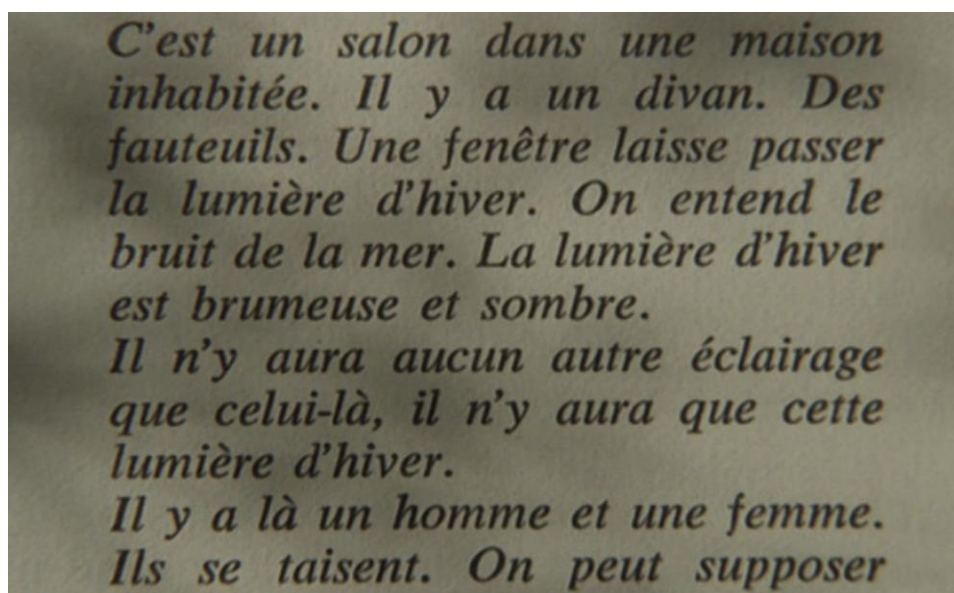 C'est un salon dans une maison
inhabitée. Il y a un divan. Des
fauteuils. Une fenêtre laisse passer
la lumière d'hiver. On entend le
bruit de la mer. La lumière d'hiver
est brumeuse et sombre.
Il n'y aura aucun autre éclairage
que celui-là, il n'y aura que cette
lumière d'hiver.
Il y a là un homme et une femme.
Ils se taisent. On peut supposer